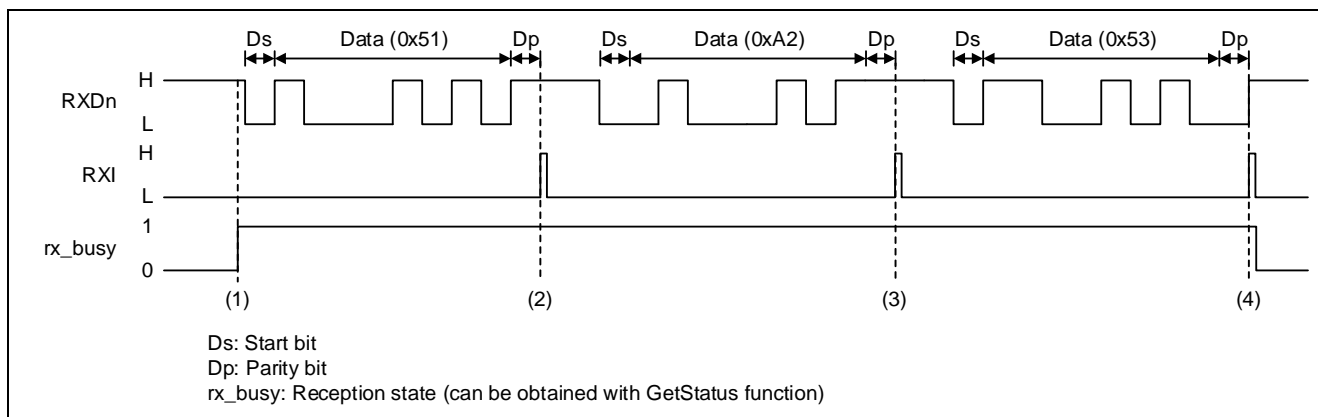 Ds Data (0x51) Dp Ds Data (0xA2) Dp Ds Data (0x53) Dp
H
RXDn
L
H
RXI
L
1
rx_busy
0
(1) (2) (3) (4)
Ds: Start bit
Dp: Parity bit
rx_busy: Reception state (can be obtained with GetStatus function)